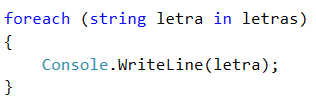 foreach (string letra in letras)
{
    Console.WriteLine(letra);
}